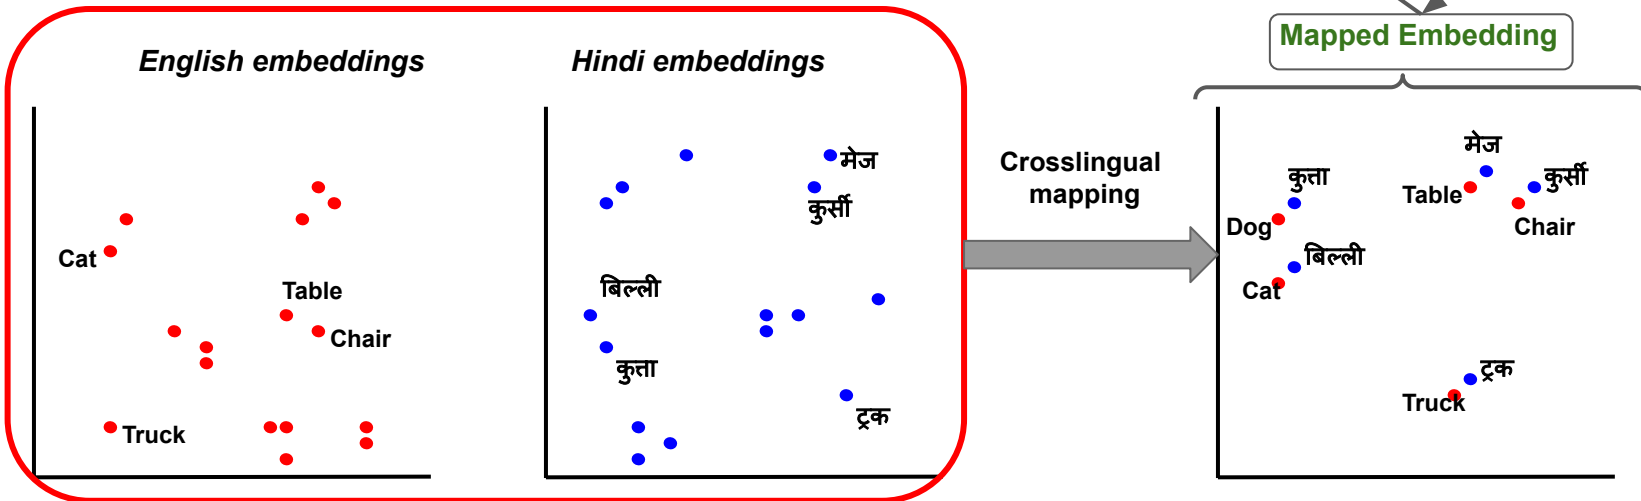 Mapped Embedding
English embeddings
Hindi embeddings
Cat
Table
Chair
Truck
मेज
कुर्सी
बिल्ली
कुत्ता
ट्रक
Crosslingual
mapping
मेज
कुत्ता
कुर्सी
Table
Dog
Chair
बिल्ली
Cat
ट्रक
Truck